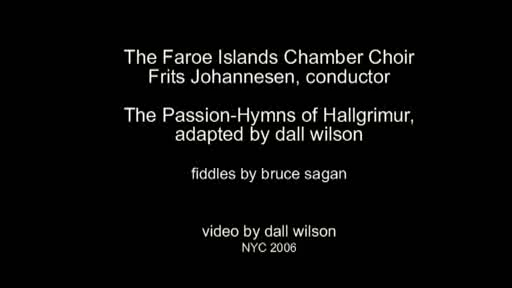 The Faroe Islands Chamber Choir
Frits Johannesen, conductor
The Passion-Hymns of Hallgrimur,
adapted by dall wilson
fiddles by bruce sagan
video by dall wilson
NYC 2006